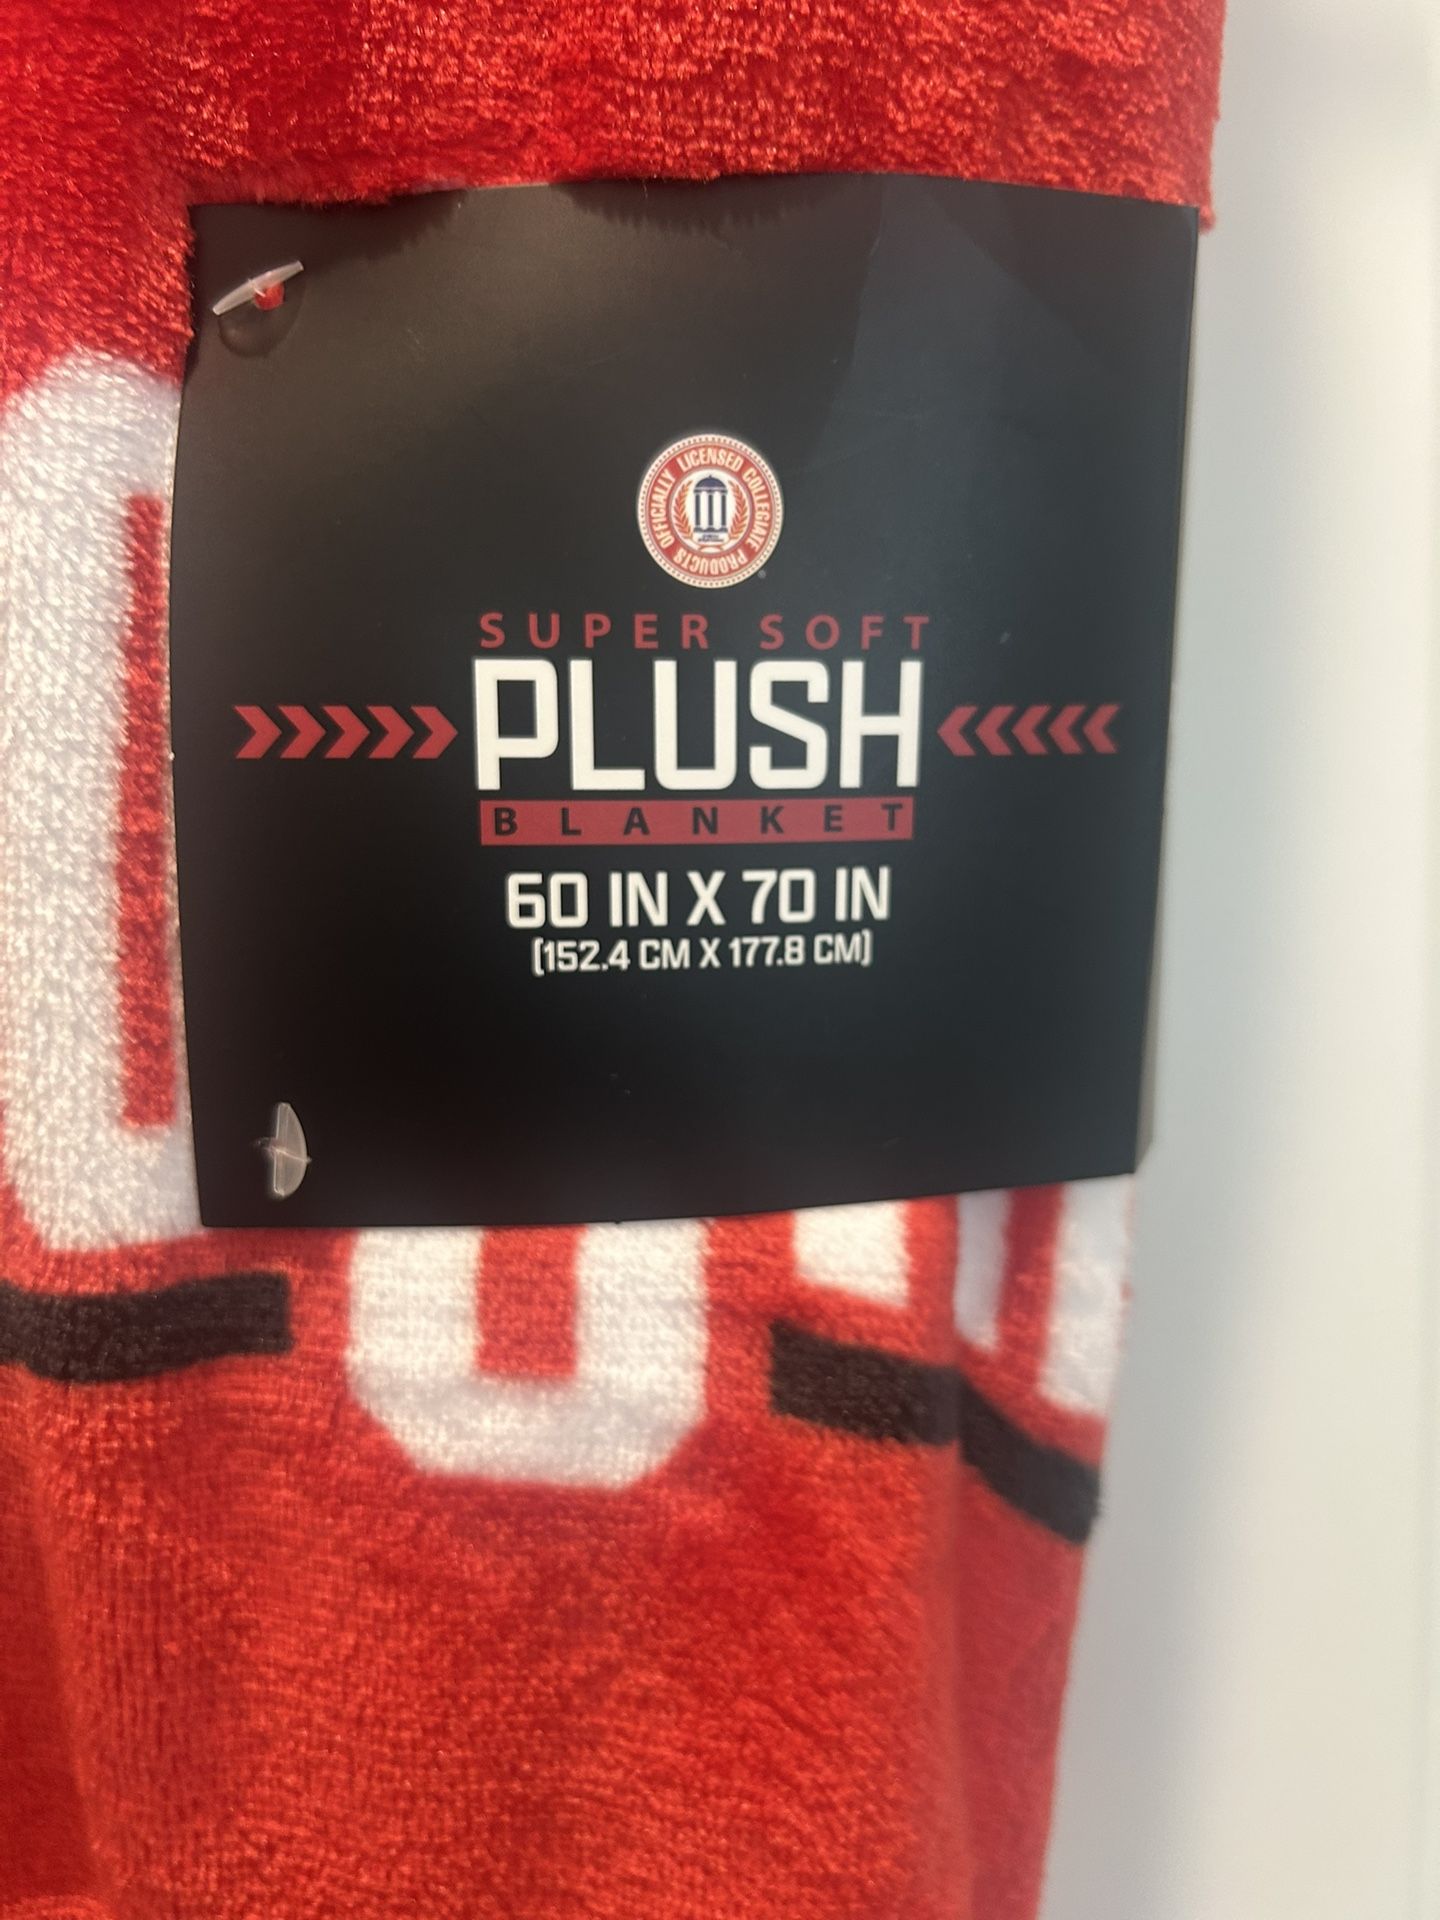 OFFICIALLY LICENSED COLLEGIATE PRODUCTS
SUPER SOFT
PLUSH
BLANKET
60 IN X 70 IN
(152.4 CM X 177.8 CM)